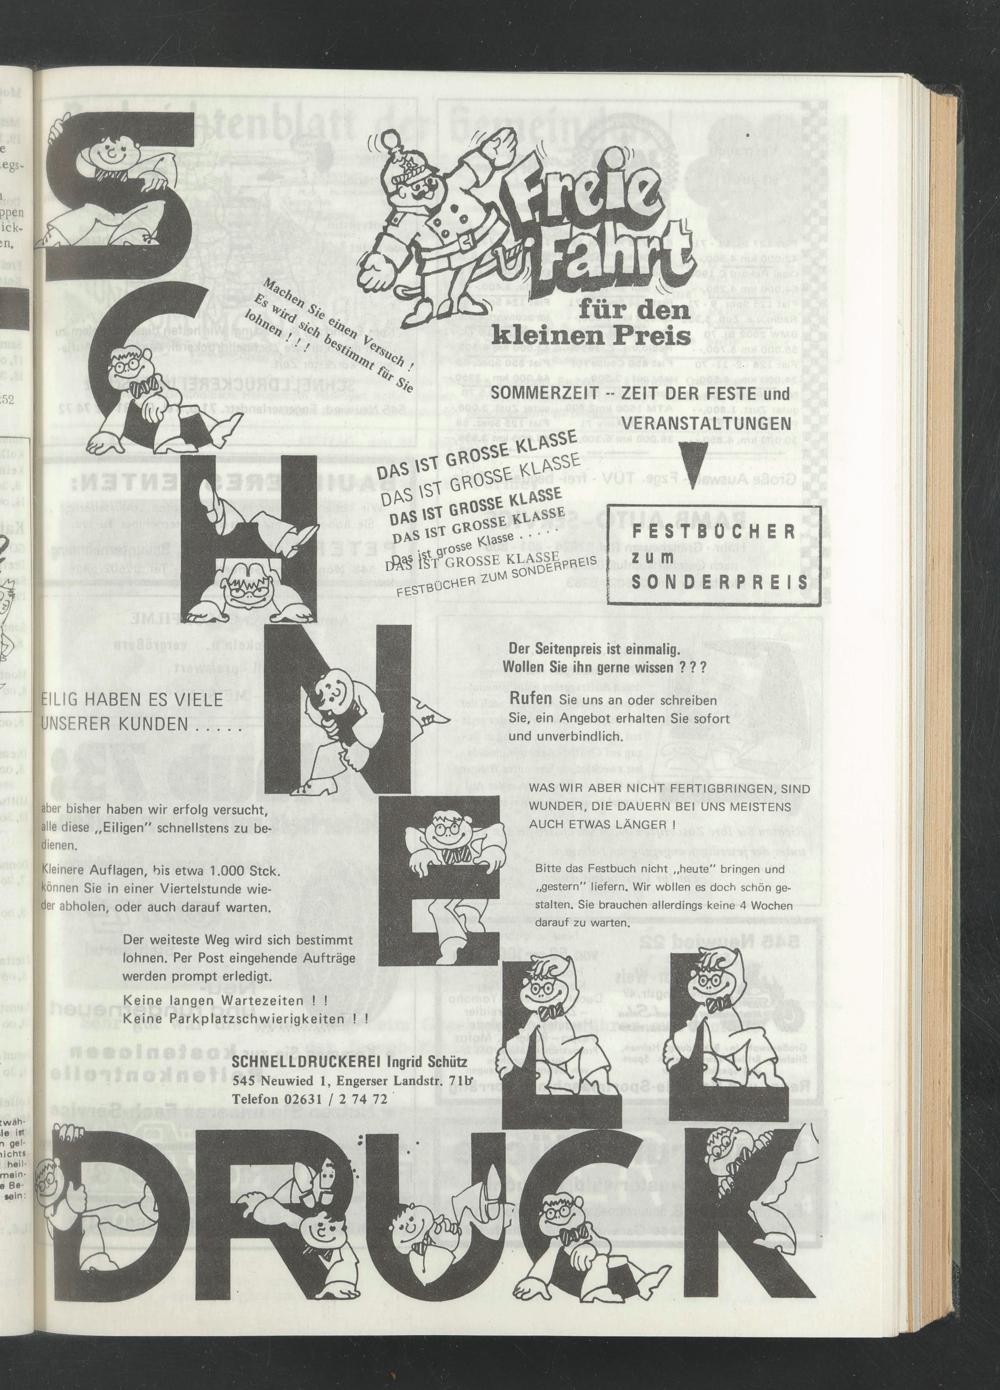 SCHNELLDRUCK
Freie
Fahrt
für den
kleinen Preis
Machen Sie einen Versuch !
Es wird sich bestimmt für Sie
lohnen ! ! !
SOMMERZEIT -- ZEIT DER FESTE und
VERANSTALTUNGEN
DAS IST GROSSE KLASSE
DAS IST GROSSE KLASSE
DAS IST GROSSE KLASSE
DAS IST GROSSE KLASSE
Das ist grosse Klasse . . . . .
DAS IST GROSSE KLASSE
FESTBÜCHER ZUM SONDERPREIS
FESTBÜCHER
zum
SONDERPREIS
Der Seitenpreis ist einmalig.
Wollen Sie ihn gerne wissen ? ? ?
Rufen Sie uns an oder schreiben
Sie, ein Angebot erhalten Sie sofort
und unverbindlich.
EILIG HABEN ES VIELE
UNSERER KUNDEN . . . . .
aber bisher haben wir erfolg versucht,
alle diese „Eiligen" schnellstens zu be-
dienen.
Kleinere Auflagen, bis etwa 1.000 Stck.
können Sie in einer Viertelstunde wie-
der abholen, oder auch darauf warten.
WAS WIR ABER NICHT FERTIGBRINGEN, SIND
WUNDER, DIE DAUERN BEI UNS MEISTENS
AUCH ETWAS LÄNGER !
Bitte das Festbuch nicht „heute" bringen und
„gestern" liefern. Wir wollen es doch schön ge-
stalten. Sie brauchen allerdings keine 4 Wochen
darauf zu warten.
Der weiteste Weg wird sich bestimmt
lohnen. Per Post eingehende Aufträge
werden prompt erledigt.
Keine langen Wartezeiten ! !
Keine Parkplatzschwierigkeiten ! !
SCHNELLDRUCKEREI Ingrid Schütz
545 Neuwied 1, Engerser Landstr. 71b
Telefon 02631 / 2 74 72